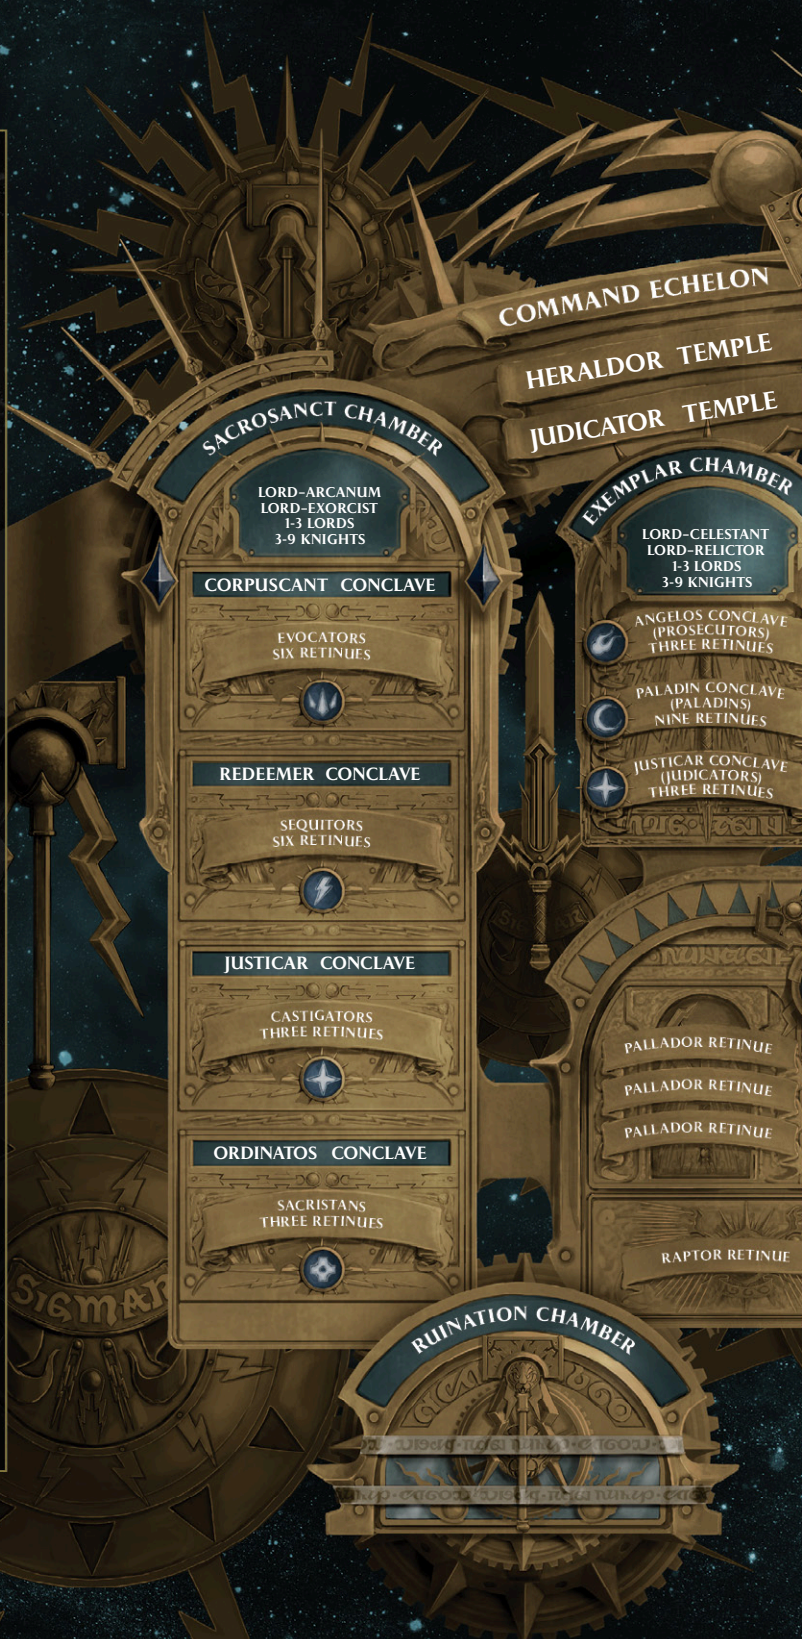 COMMAND ECHELON
HERALDOR TEMPLE
JUDICATOR TEMPLE
SACROSANCT CHAMBER
LORD-ARCANUM
LORD-EXORCIST
1-3 LORDS
3-9 KNIGHTS
CORPUSCANT CONCLAVE
EVOCATORS
SIX RETINUES
REDEEMER CONCLAVE
SEQUITORS
SIX RETINUES
JUSTICAR CONCLAVE
CASTIGATORS
THREE RETINUES
ORDINATOS CONCLAVE
SACRISTANS
THREE RETINUES
EXEMPLAR CHAMBER
LORD-CELESTANT
LORD-RELICTOR
1-3 LORDS
3-9 KNIGHTS
ANGELOS CONCLAVE
(PROSECUTORS)
THREE RETINUES
PALADIN CONCLAVE
(PALADINS)
NINE RETINUES
JUSTICAR CONCLAVE
(JUDICATORS)
THREE RETINUES
SIGMAR
PALLADOR RETINUE
PALLADOR RETINUE
PALLADOR RETINUE
RAPTOR RETINUE
SIGMAR
RUINATION CHAMBER